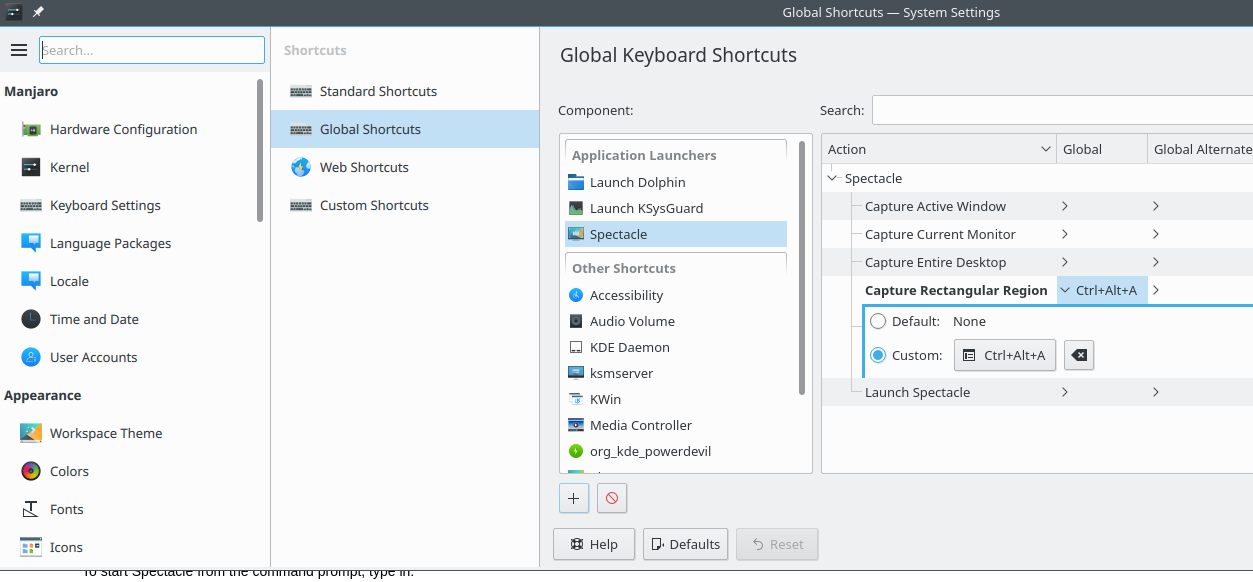 Global Shortcuts — System Settings
Search...
Manjaro
Hardware Configuration
Kernel
Keyboard Settings
Language Packages
Locale
Time and Date
User Accounts
Appearance
Workspace Theme
Colors
Fonts
Icons
Shortcuts
Standard Shortcuts
Global Shortcuts
Web Shortcuts
Custom Shortcuts
Global Keyboard Shortcuts
Component:
Application Launchers
Launch Dolphin
Launch KSysGuard
Spectacle
Other Shortcuts
Accessibility
Audio Volume
KDE Daemon
ksmserver
KWin
Media Controller
org_kde_powerdevil
Search:
Action Global Global Alternate
Spectacle
Capture Active Window
Capture Current Monitor
Capture Entire Desktop
Capture Rectangular Region Ctrl+Alt+A
Default: None
Custom: Ctrl+Alt+A
Launch Spectacle
Help Defaults Reset
To start Spectacle from the command prompt, type in: